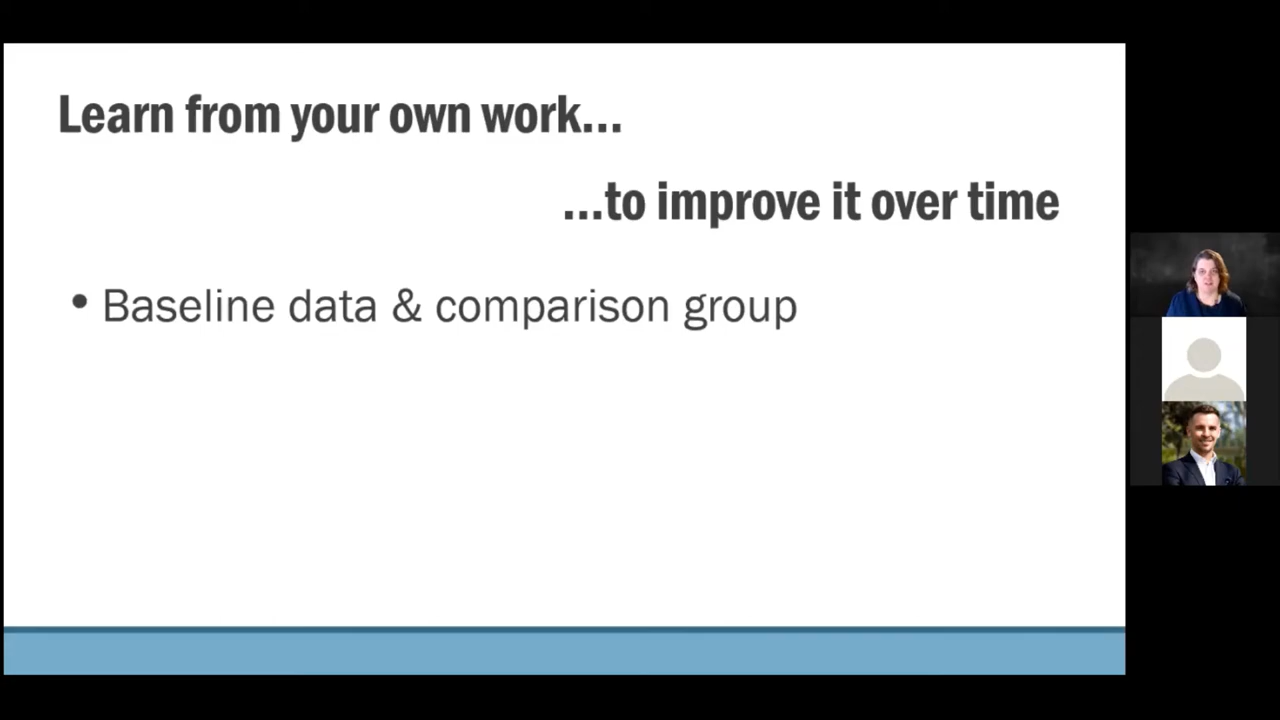 Learn from your own work...
...to improve it over time
• Baseline data & comparison group